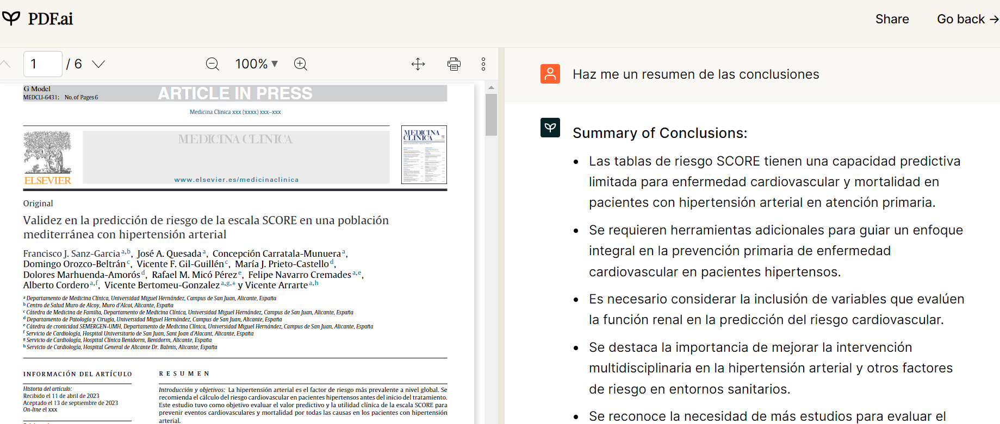 PDF.ai
Share
Go back →
1 / 6
100% ▼
G Model
MEDCLI-6431; No. of Pages 6
ARTICLE IN PRESS
Medicina Clínica xxx (xxxx) xxx–xxx
MEDICINA CLINICA
www.elsevier.es/medicinaclinica
ELSEVIER
MEDICINA
CLINICA
Original
Validez en la predicción de riesgo de la escala SCORE en una población
mediterránea con hipertensión arterial
Francisco J. Sanz-Garcia a,b, José A. Quesada a, Concepción Carratala-Munuera a,
Domingo Orozco-Beltrán c, Vicente F. Gil-Guillén c, María J. Prieto-Castello d,
Dolores Marhuenda-Amorós d, Rafael M. Micó Pérez e, Felipe Navarro Cremades a,e,
Alberto Cordero a,f, Vicente Bertomeu-Gonzalez a,g,* y Vicente Arrarte a,h
a Departamento de Medicina Clínica, Universidad Miguel Hernández, Campus de San Juan, Alicante, España
b Centro de Salud Muro de Alcoy, Muro d'Alcoi, Alicante, España
c Cátedra de Medicina de Familia, Departamento de Medicina Clínica, Universidad Miguel Hernández, Campus de San Juan, Alicante, España
d Departamento de Patología y Cirugía, Universidad Miguel Hernández, Campus de San Juan, Alicante, España
e Cátedra de cronicidad SEMERGEN-UMH, Departamento de Medicina Clínica, Universidad Miguel Hernández, Campus de San Juan, Alicante, España
f Servicio de Cardiología, Hospital Universitario de San Juan, Sant Joan d'Alacant, Alicante, España
g Servicio de Cardiología, Hospital Clínica Benidorm, Benidorm, Alicante, España
h Servicio de Cardiología, Hospital General de Alicante Dr. Balmis, Alicante, España
INFORMACIÓN DEL ARTÍCULO
Historia del artículo:
Recibido el 11 de abril de 2023
Aceptado el 13 de septiembre de 2023
On-line el xxx
RESUMEN
Introducción y objetivos: La hipertensión arterial es el factor de riesgo más prevalente a nivel global. Se
recomienda el cálculo del riesgo cardiovascular en pacientes hipertensos antes del inicio del tratamiento.
Este estudio tuvo como objetivo evaluar el valor predictivo y la utilidad clínica de la escala SCORE para
prevenir eventos cardiovasculares y mortalidad por todas las causas en los pacientes con hipertensión
arterial.
Haz me un resumen de las conclusiones
Summary of Conclusions:
• Las tablas de riesgo SCORE tienen una capacidad predictiva
limitada para enfermedad cardiovascular y mortalidad en
pacientes con hipertensión arterial en atención primaria.
• Se requieren herramientas adicionales para guiar un enfoque
integral en la prevención primaria de enfermedad
cardiovascular en pacientes hipertensos.
• Es necesario considerar la inclusión de variables que evalúen
la función renal en la predicción del riesgo cardiovascular.
• Se destaca la importancia de mejorar la intervención
multidisciplinaria en la hipertensión arterial y otros factores
de riesgo en entornos sanitarios.
• Se reconoce la necesidad de más estudios para evaluar el